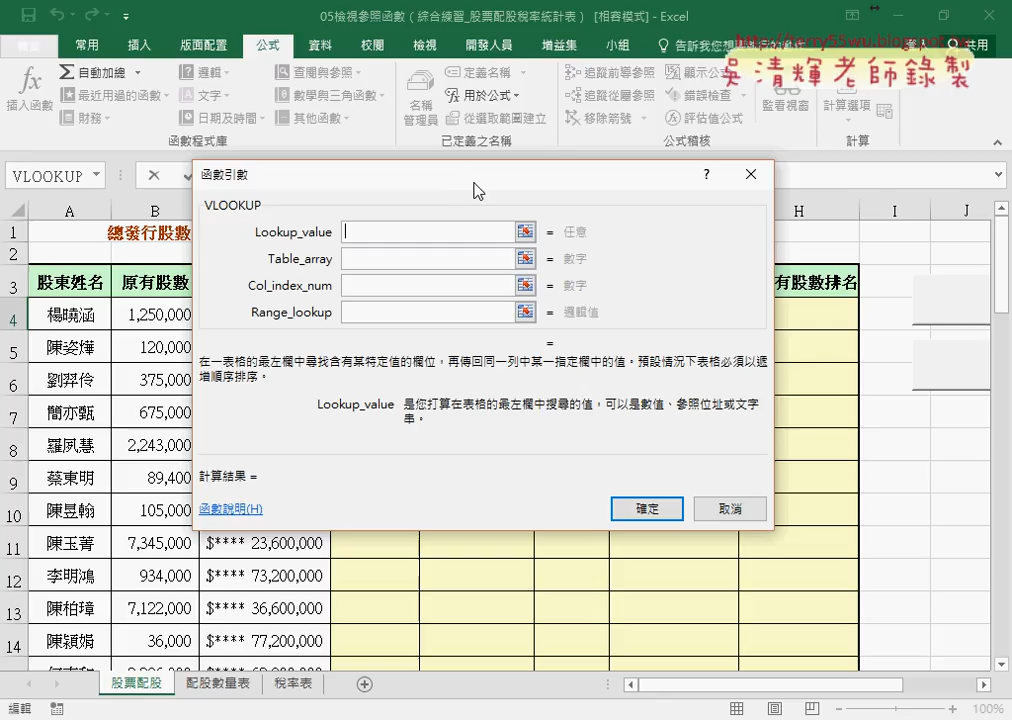 05檢視參照函數（綜合練習_股票配股稅率統計表） [相容模式] - Excel
常用 插入 版面配置 公式 資料 校閱 檢視 開發人員 增益集 小組 告訴我您想 共用
http://terry55wu.blogspot.tw
吳清輝老師錄製
fx 插入函數
Σ 自動加總 邏輯 查閱與參照
最近用過的函數 文字 數學與三角函數
財務 日期及時間 其他函數
函數程式庫
名稱管理員 定義名稱 用於公式 從選取範圍建立
已定義之名稱
追蹤前導參照 顯示公式
追蹤從屬參照 錯誤檢查
移除箭號 評估值公式
公式稽核
監看視窗 計算選項
計算
VLOOKUP
函數引數 ?
VLOOKUP
Lookup_value = 任意
Table_array = 數字
Col_index_num = 數字
Range_lookup = 邏輯值
=
在一表格的最左欄中尋找含有某特定值的欄位，再傳回同一列中某一指定欄中的值。預設情況下表格必須以遞
增順序排序。
Lookup_value 是您打算在表格的最左欄中搜尋的值，可以是數值、參照位址或文字
串。
計算結果 =
函數說明(H) 確定 取消
A B H I J
1 總發行股數
2
3 股東姓名 原有股數 有股數排名
4 楊曉涵 1,250,000
5 陳姿燁 120,000
6 劉羿伶 375,000
7 簡亦甄 675,000
8 羅夙慧 2,243,000
9 蔡東明 89,400
10 陳昱翰 105,000
11 陳玉菁 7,345,000 $**** 23,600,000
12 李明鴻 934,000 $**** 73,200,000
13 陳柏瑋 7,122,000 $**** 36,600,000
14 陳穎娟 36,000 $**** 77,200,000
股票配股 配股數量表 稅率表
編輯 100%